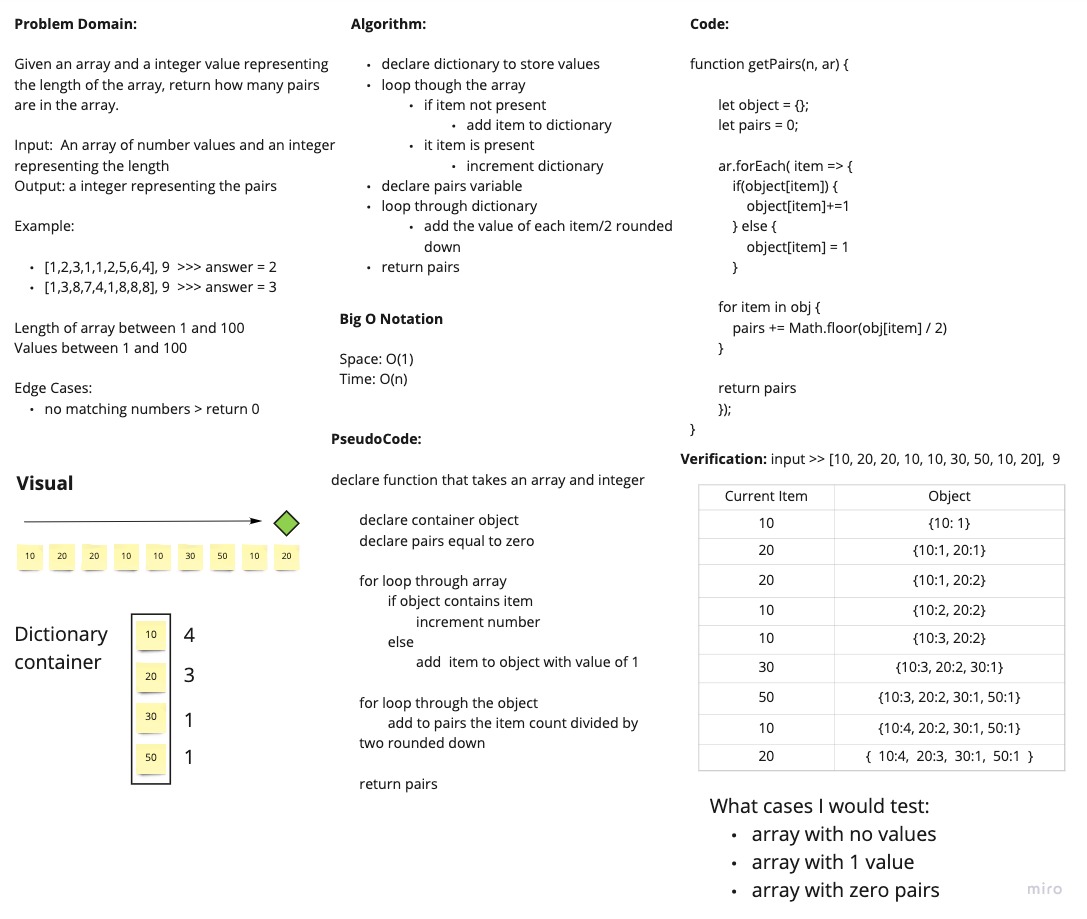 Problem Domain:
Given an array and a integer value representing
the length of the array, return how many pairs
are in the array.
Input:  An array of number values and an integer
representing the length
Output: a integer representing the pairs
Example:
• [1,2,3,1,1,2,5,6,4], 9  >>> answer = 2
• [1,3,8,7,4,1,8,8,8], 9  >>> answer = 3
Length of array between 1 and 100
Values between 1 and 100
Edge Cases:
• no matching numbers > return 0
Visual
10 20 20 10 10 30 50 10 20
Dictionary
container
10 4
20 3
30 1
50 1
Algorithm:
• declare dictionary to store values
• loop though the array
• if item not present
• add item to dictionary
• it item is present
• increment dictionary
• declare pairs variable
• loop through dictionary
• add the value of each item/2 rounded
down
• return pairs
Big O Notation
Space: O(1)
Time: O(n)
PseudoCode:
declare function that takes an array and integer
declare container object
declare pairs equal to zero
for loop through array
if object contains item
increment number
else
add  item to object with value of 1
for loop through the object
add to pairs the item count divided by
two rounded down
return pairs
Code:
function getPairs(n, ar) {
let object = {};
let pairs = 0;
ar.forEach( item => {
if(object[item]) {
object[item]+=1
} else {
object[item] = 1
}
for item in obj {
pairs += Math.floor(obj[item] / 2)
}
return pairs
});
}
Verification: input >> [10, 20, 20, 10, 10, 30, 50, 10, 20],  9
Current Item Object
10 {10: 1}
20 {10:1, 20:1}
20 {10:1, 20:2}
10 {10:2, 20:2}
10 {10:3, 20:2}
30 {10:3, 20:2, 30:1}
50 {10:3, 20:2, 30:1, 50:1}
10 {10:4, 20:2, 30:1, 50:1}
20 {  10:4,  20:3,  30:1,  50:1  }
What cases I would test:
• array with no values
• array with 1 value
• array with zero pairs
miro